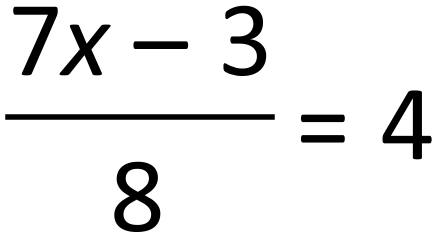 7x − 3
8
= 4